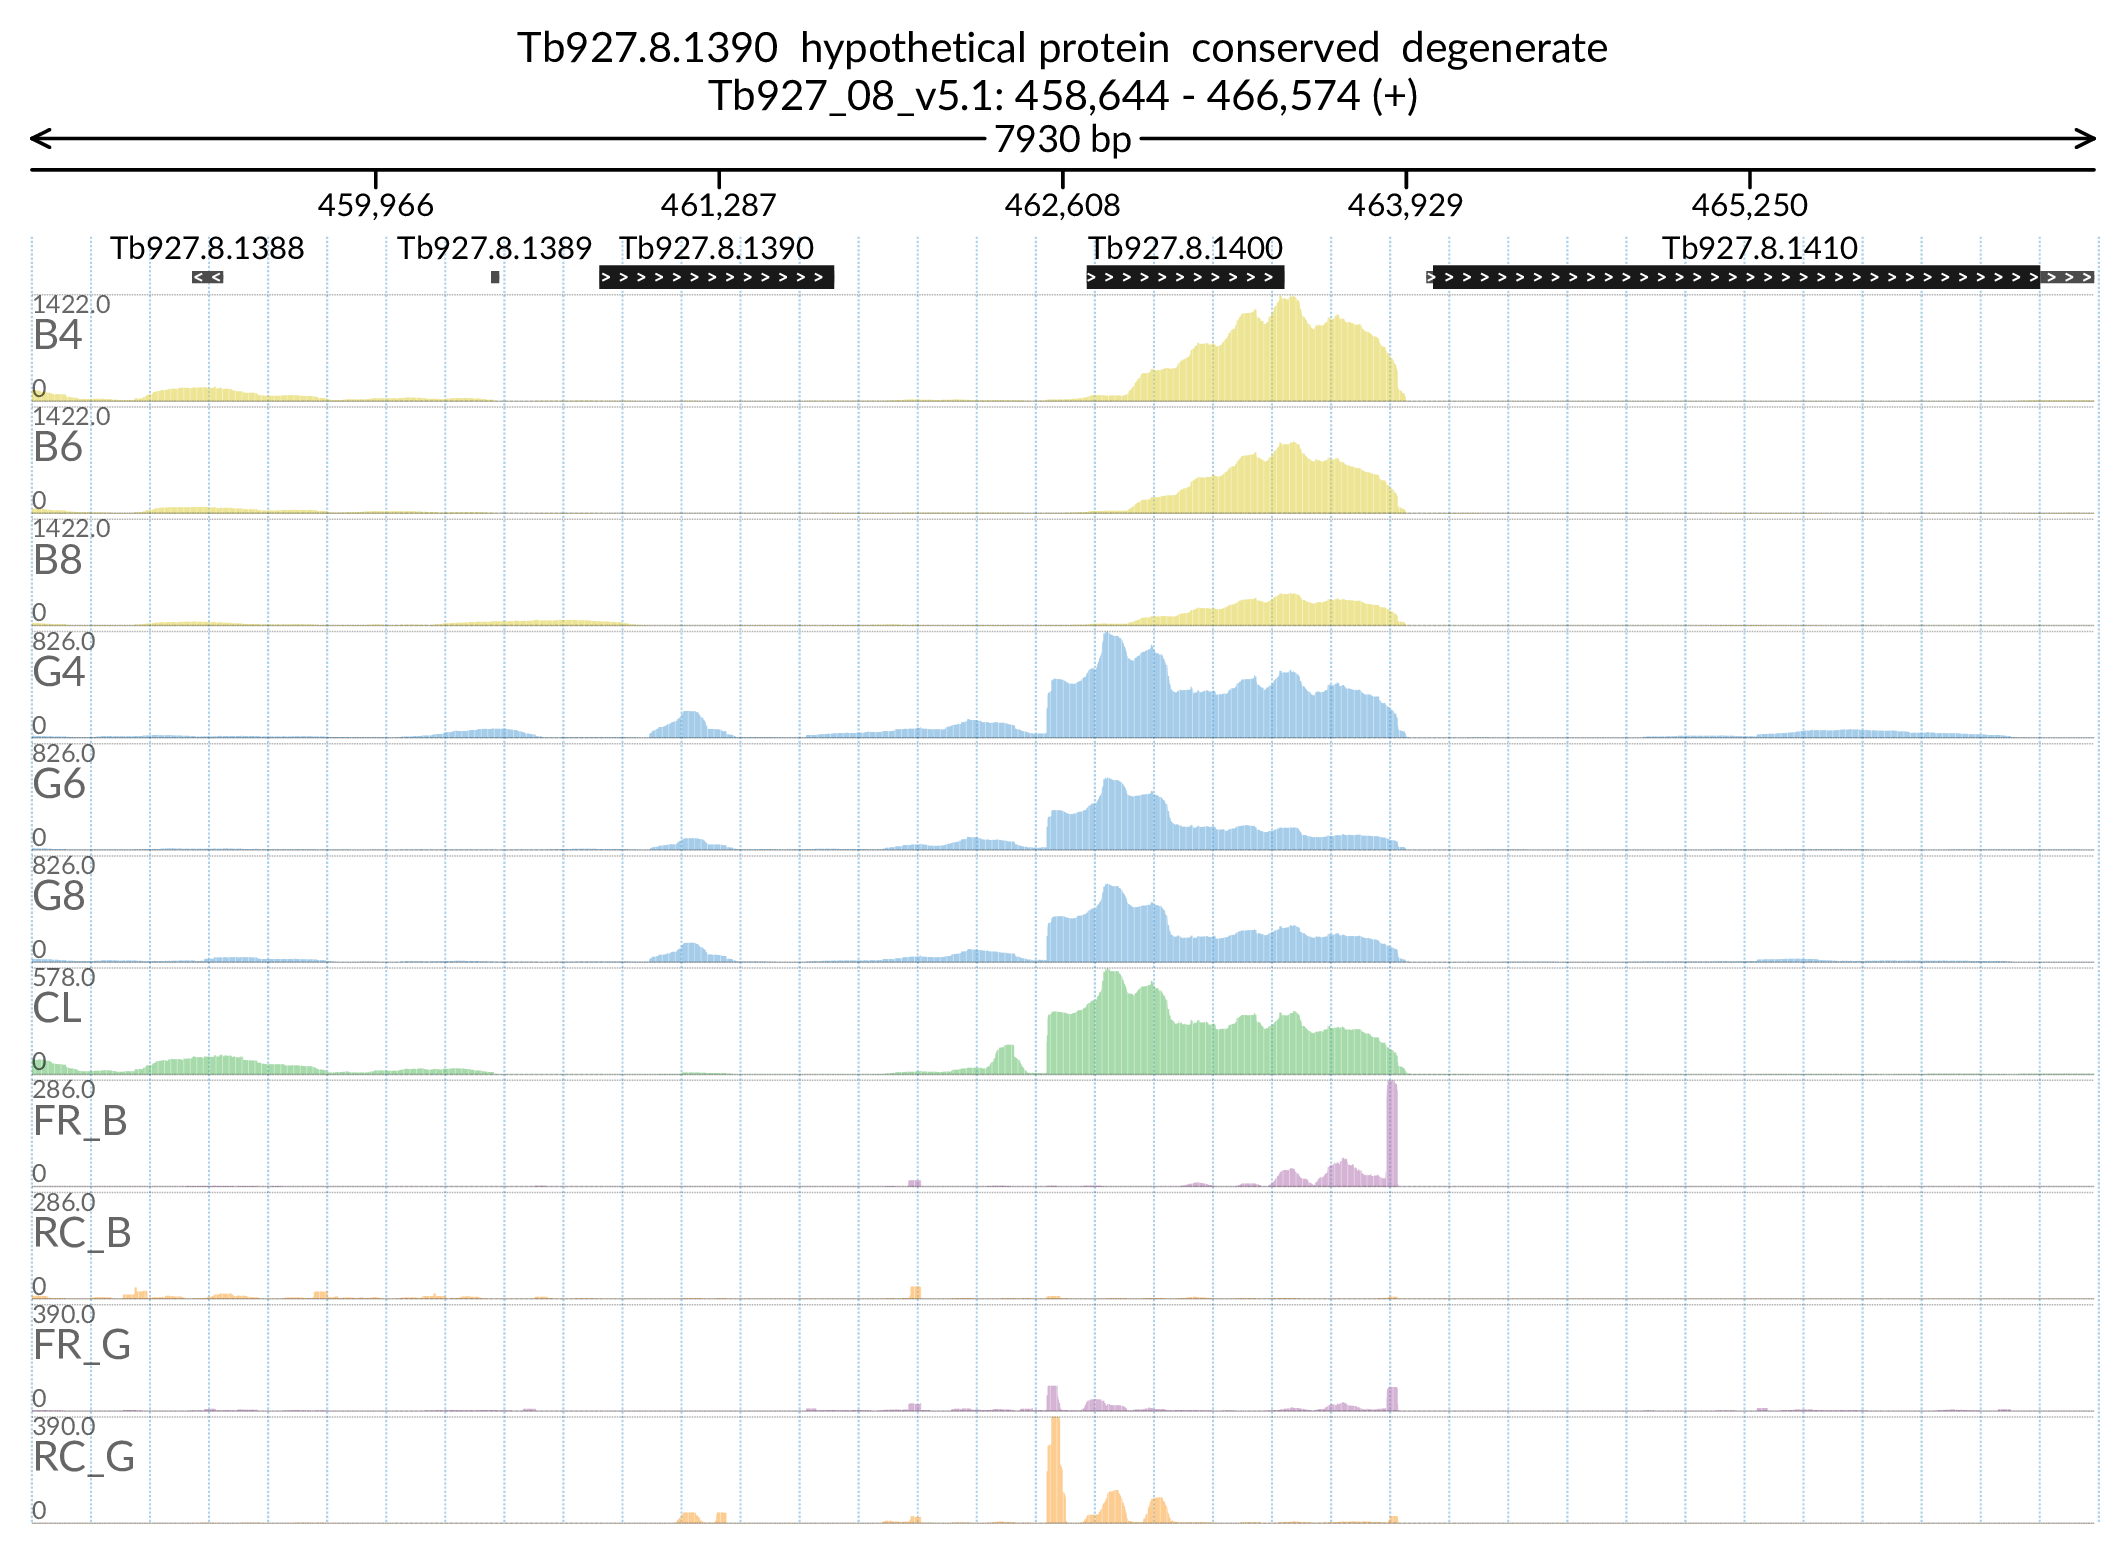 Tb927.8.1390 hypothetical protein conserved degenerate
Tb927_08_v5.1: 458,644 - 466,574 (+)
7930 bp
459,966 461,287 462,608 463,929 465,250
Tb927.8.1388 Tb927.8.1389 Tb927.8.1390 Tb927.8.1400 Tb927.8.1410
1422.0
B4
0
1422.0
B6
0
1422.0
B8
0
826.0
G4
0
826.0
G6
0
826.0
G8
0
578.0
CL
0
286.0
FR_B
0
286.0
RC_B
0
390.0
FR_G
0
390.0
RC_G
0